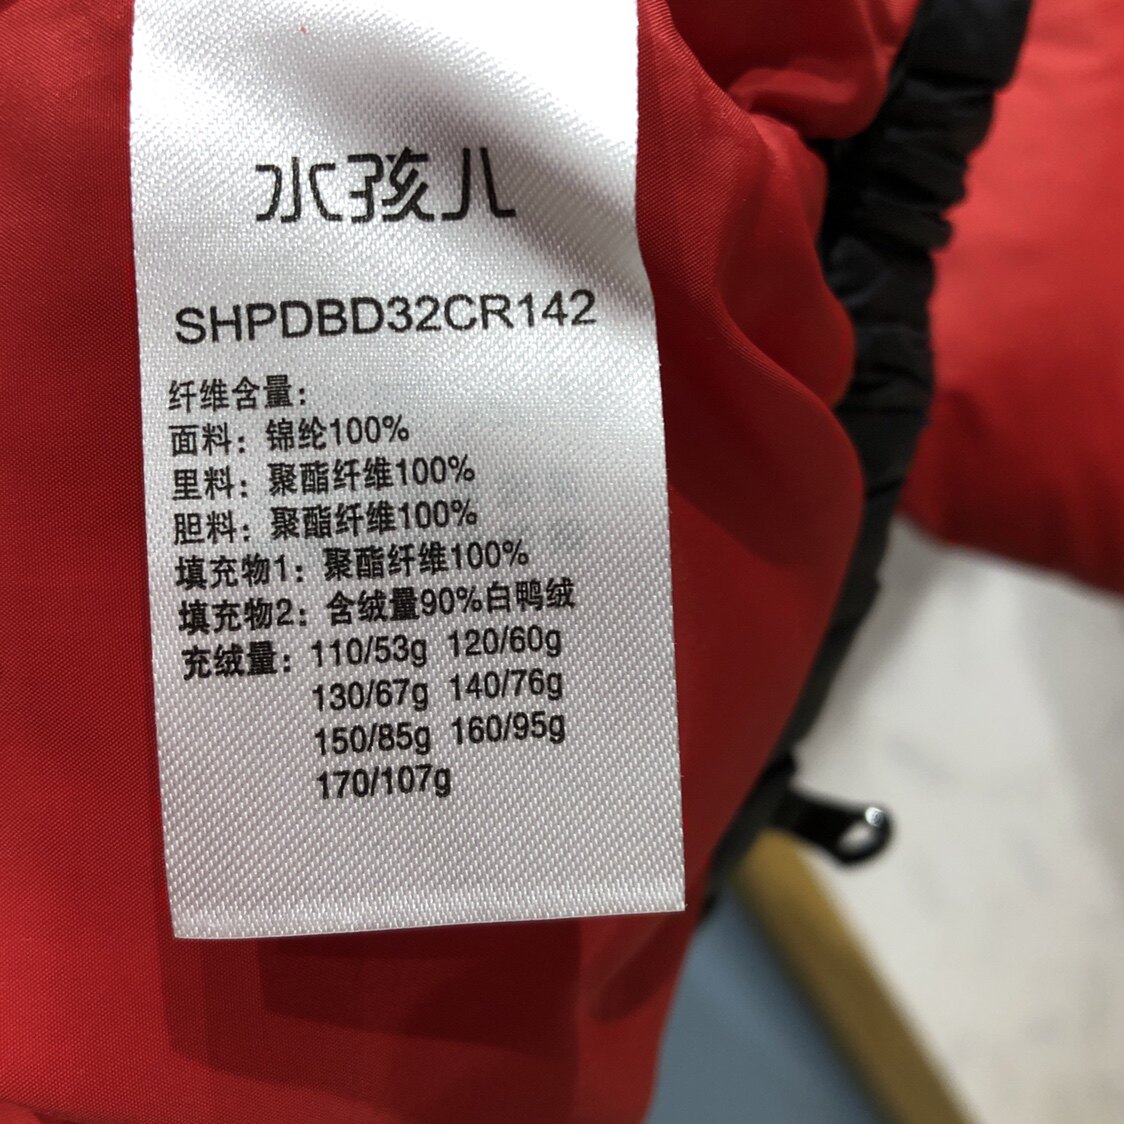 水孩儿
SHPDBD32CR142
纤维含量：
面料：锦纶100%
里料：聚酯纤维100%
胆料：聚酯纤维100%
填充物1：聚酯纤维100%
填充物2：含绒量90%白鸭绒
充绒量：110/53g 120/60g
130/67g 140/76g
150/85g 160/95g
170/107g